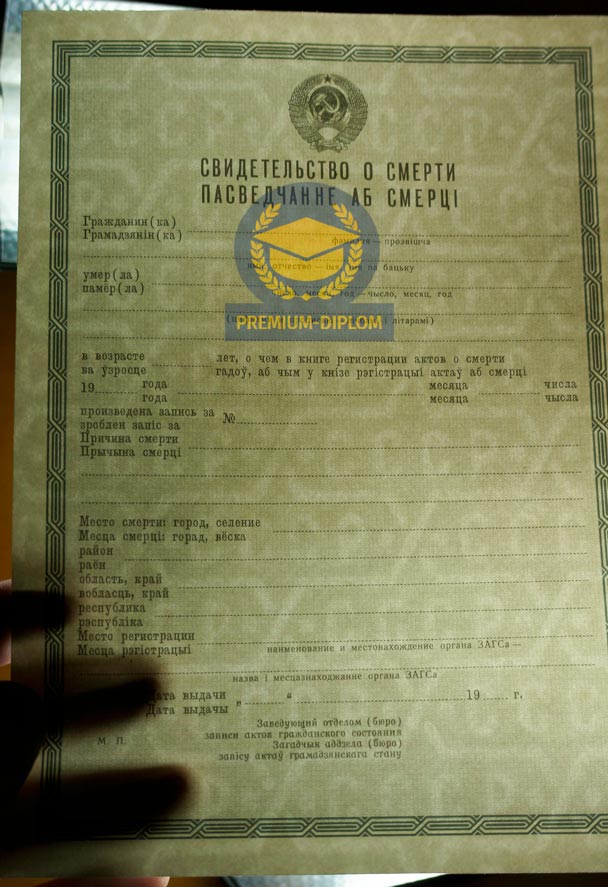 СВИДЕТЕЛЬСТВО О СМЕРТИ
ПАСВЕДЧАННЕ АБ СМЕРЦІ
Гражданин(ка)
Грамадзянін(ка)
фамилия — прозвішча
имя, отчество — імя, па бацьку
умер(ла)
памёр(ла)
число, месяц, год — чысло, месяц, год
літарамі)
PREMIUM-DIPLOM
в возрасте лет, о чем в книге регистрации актов о смерти
ва ўзросце гадоў, аб чым у кнізе рэгістрацыі актаў аб смерці
19 года месяца числа
года месяца чысла
произведена запись за
зроблен запіс за №
Причина смерти
Прычына смерці
Место смерти: город, селение
Месца смерці: горад, вёска
район
раён
область, край
вобласць, край
республика
рэспубліка
Место регистрации
наименование и местонахождение органа ЗАГСа —
Месца рэгістрацыі
назва і месцазнаходжанне органа ЗАГСа
Дата выдачи
Дата выдачы „ “ 19 г.
Заведующий отделом (бюро)
записи актов гражданского состояния
М. П. Загадчык аддзела (бюро)
запісу актаў грамадзянскага стану